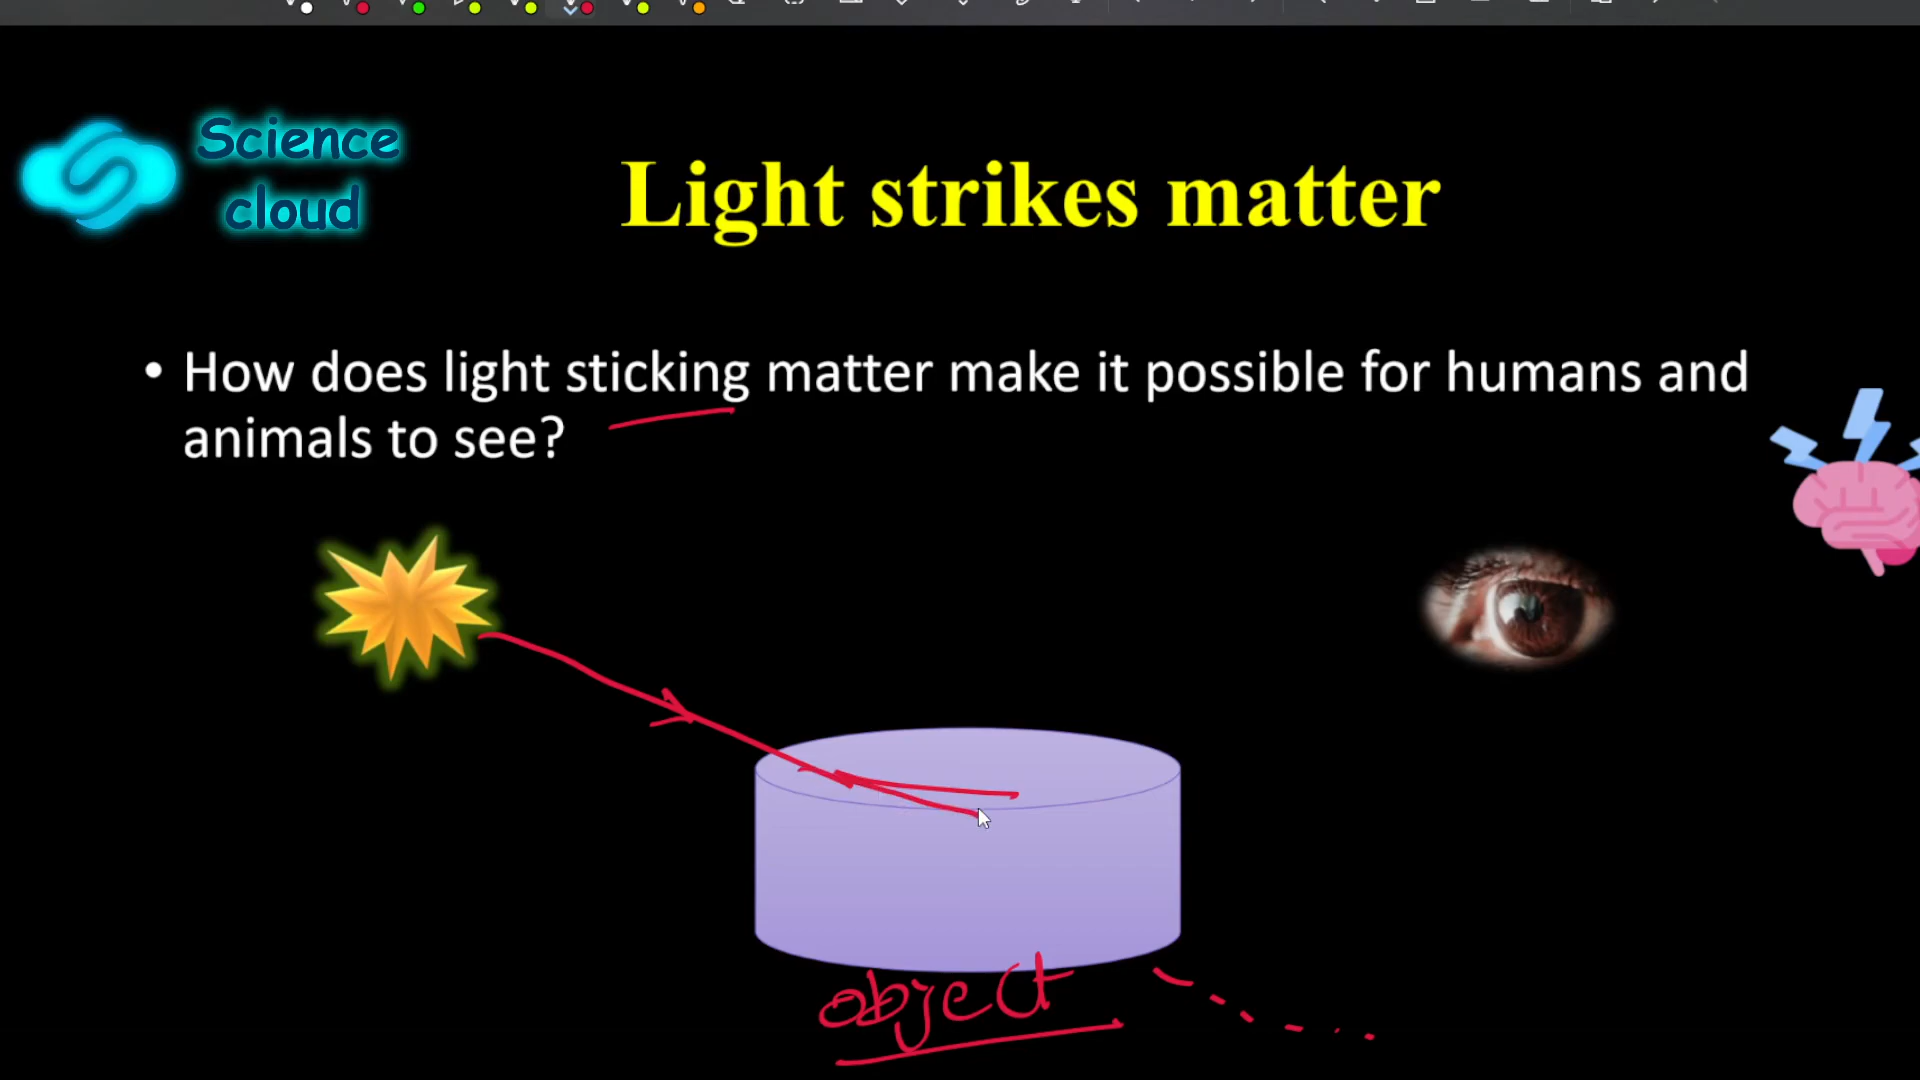 Science
cloud
Light strikes matter
• How does light sticking matter make it possible for humans and
animals to see?
object